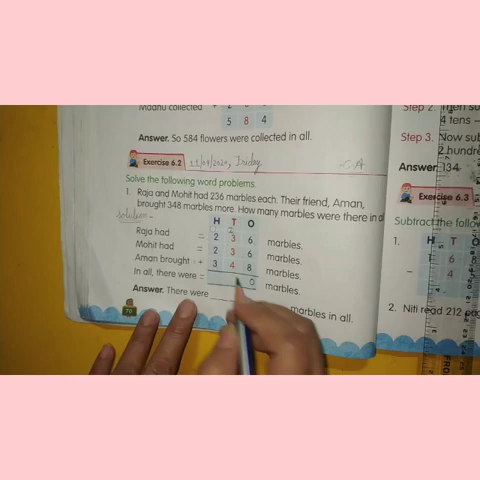 Madhu collected + 2
5 8 4
Answer. So 584 flowers were collected in all.
Exercise 6.2
Solve the following word problems.
1. Raja and Mohit had 236 marbles each. Their friend, Aman,
brought 348 marbles more. How many marbles were there in
solution-
H T O
2
Raja had = 2 3 6 marbles.
Mohit had = 2 3 6 marbles.
Aman brought + 3 4 8 marbles.
In all, there were = 0 marbles.
Answer. There were marbles in all.
70
Step 2.
4 tens
Step 3. Now
2
Answer 134
Exercise 6.3
Subtract the
1. H T
1 6
4
2. Niti read 212